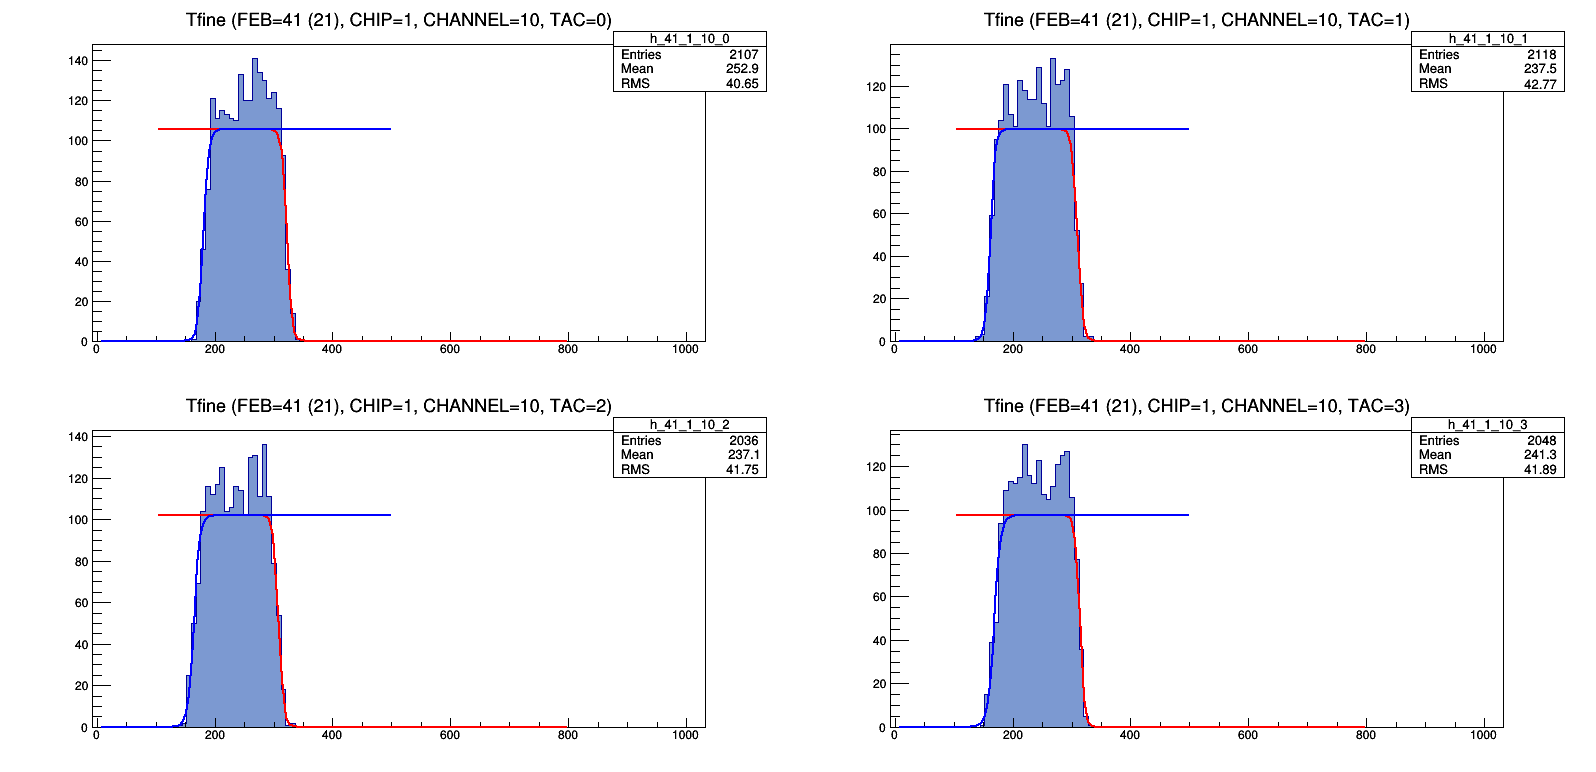 Tfine (FEB=41 (21), CHIP=1, CHANNEL=10, TAC=0)
h_41_1_10_0
Entries 2107
Mean 252.9
RMS 40.65
140
120
100
80
60
40
20
0
0 200 400 600 800 1000
Tfine (FEB=41 (21), CHIP=1, CHANNEL=10, TAC=1)
h_41_1_10_1
Entries 2118
Mean 237.5
RMS 42.77
120
100
80
60
40
20
0
0 200 400 600 800 1000
Tfine (FEB=41 (21), CHIP=1, CHANNEL=10, TAC=2)
h_41_1_10_2
Entries 2036
Mean 237.1
RMS 41.75
140
120
100
80
60
40
20
0
0 200 400 600 800 1000
Tfine (FEB=41 (21), CHIP=1, CHANNEL=10, TAC=3)
h_41_1_10_3
Entries 2048
Mean 241.3
RMS 41.89
120
100
80
60
40
20
0
0 200 400 600 800 1000